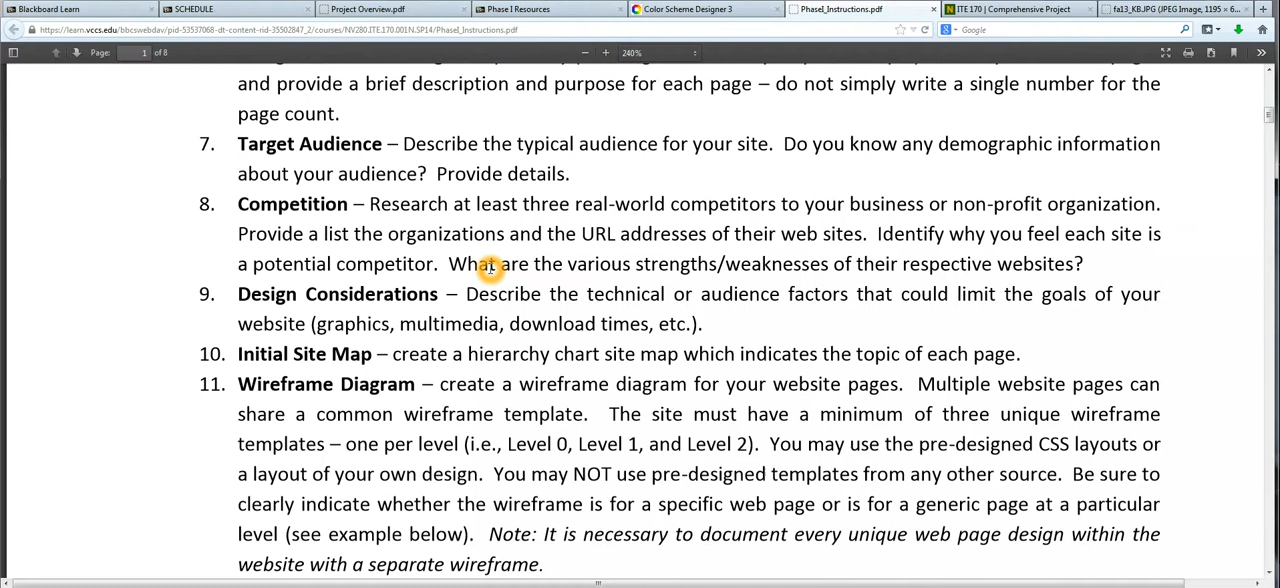 Blackboard Learn
SCHEDULE
Project Overview.pdf
Phase I Resources
Color Scheme Designer 3
PhaseI_Instructions.pdf
ITE 170 | Comprehensive Project
fa13_KB.JPG (JPEG Image, 1195 × 6...
https://learn.vccs.edu/bbcswebdav/pid-53537068-dt-content-rid-35502847_2/courses/NV280.ITE.170.001N.SP14/PhaseI_Instructions.pdf
Google
Page: 1 of 8
240%
and provide a brief description and purpose for each page – do not simply write a single number for the
page count.
7. Target Audience – Describe the typical audience for your site. Do you know any demographic information
about your audience? Provide details.
8. Competition – Research at least three real-world competitors to your business or non-profit organization.
Provide a list the organizations and the URL addresses of their web sites. Identify why you feel each site is
a potential competitor. What are the various strengths/weaknesses of their respective websites?
9. Design Considerations – Describe the technical or audience factors that could limit the goals of your
website (graphics, multimedia, download times, etc.).
10. Initial Site Map – create a hierarchy chart site map which indicates the topic of each page.
11. Wireframe Diagram – create a wireframe diagram for your website pages. Multiple website pages can
share a common wireframe template. The site must have a minimum of three unique wireframe
templates – one per level (i.e., Level 0, Level 1, and Level 2). You may use the pre-designed CSS layouts or
a layout of your own design. You may NOT use pre-designed templates from any other source. Be sure to
clearly indicate whether the wireframe is for a specific web page or is for a generic page at a particular
level (see example below). Note: It is necessary to document every unique web page design within the
website with a separate wireframe.